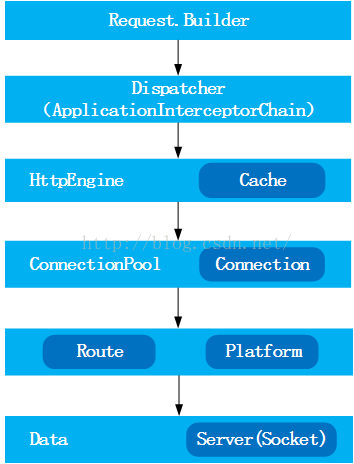 Request.Builder
Dispatcher
(ApplicationInterceptorChain)
HttpEngine Cache
http://blog.csdn.net/
ConnectionPool Connection
Route Platform
Data Server(Socket)